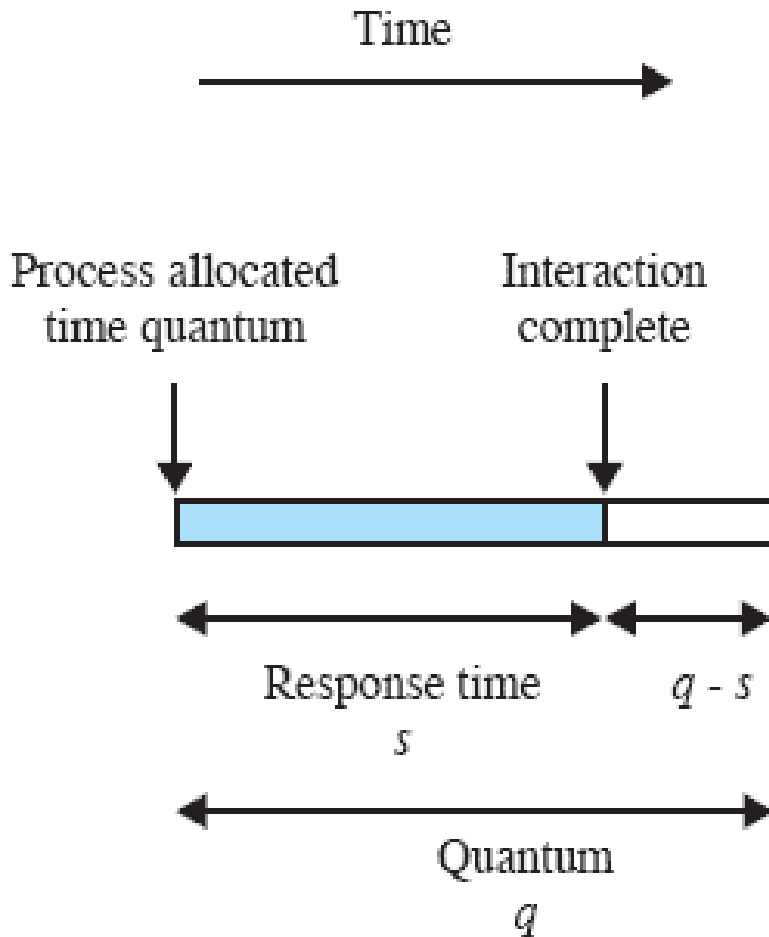 Time
Process allocated
time quantum
Interaction
complete
Response time
s
q - s
Quantum
q